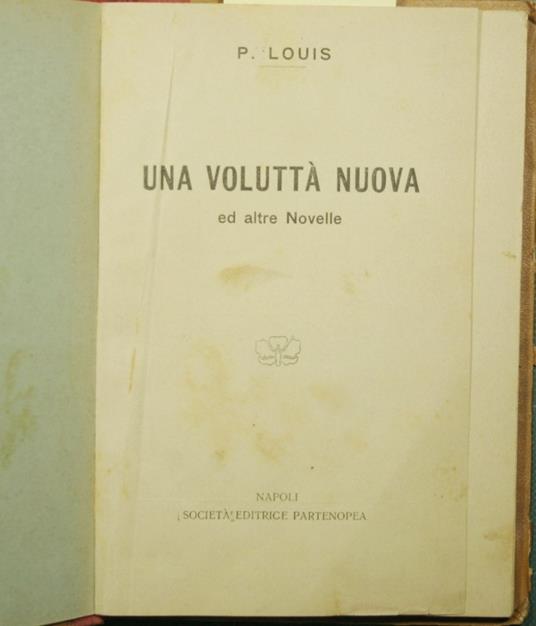 P. LOUIS
UNA VOLUTTÀ NUOVA
ed altre Novelle
NAPOLI
SOCIETÀ EDITRICE PARTENOPEA